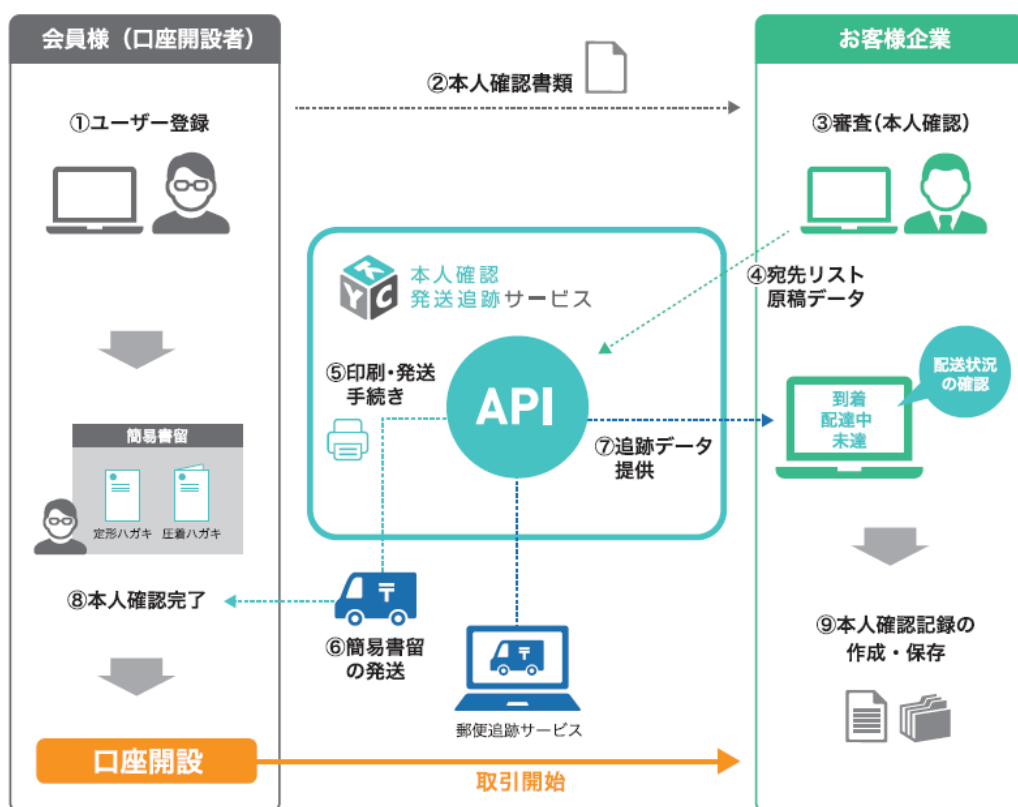 会員様（口座開設者）
お客様企業
②本人確認書類
①ユーザー登録
③審査（本人確認）
KYC
本人確認
発送追跡サービス
④宛先リスト
原稿データ
⑤印刷・発送
手続き
API
配送状況
の確認
到着
配達中
未達
⑦追跡データ
提供
簡易書留
定形ハガキ
圧着ハガキ
⑧本人確認完了
〒
⑥簡易書留
の発送
〒
郵便追跡サービス
⑨本人確認記録の
作成・保存
口座開設
取引開始